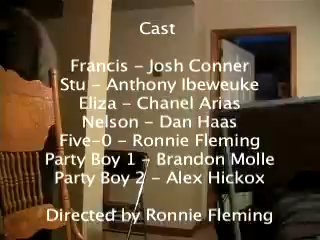 Cast
Francis - Josh Conner
Stu - Anthony Ibeweuke
Eliza - Chanel Arias
Nelson - Dan Haas
Five-0 - Ronnie Fleming
Party Boy 1 - Brandon Molle
Party Boy 2 - Alex Hickox
Directed by Ronnie Fleming